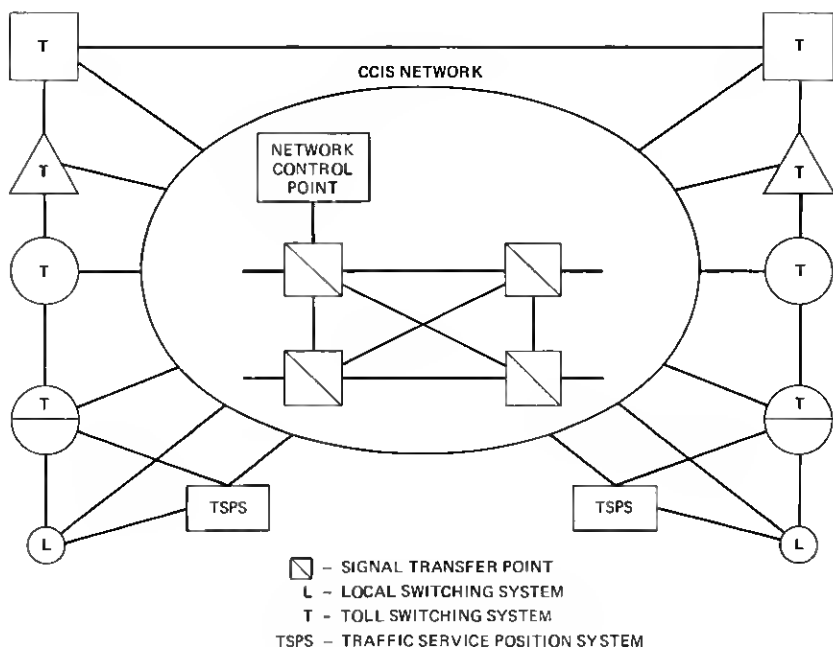 T
T
CCIS NETWORK
NETWORK
CONTROL
POINT
T
T
T
T
T
T
TSPS
TSPS
L
L
– SIGNAL TRANSFER POINT
L – LOCAL SWITCHING SYSTEM
T – TOLL SWITCHING SYSTEM
TSPS – TRAFFIC SERVICE POSITION SYSTEM